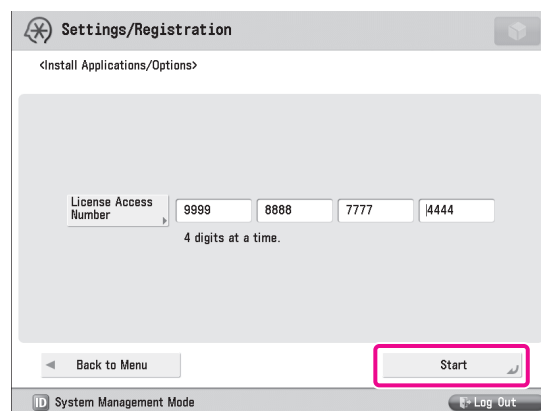 Settings/Registration
<Install Applications/Options>
License Access
Number
9999 8888 7777 4444
4 digits at a time.
Back to Menu Start
ID System Management Mode Log Out